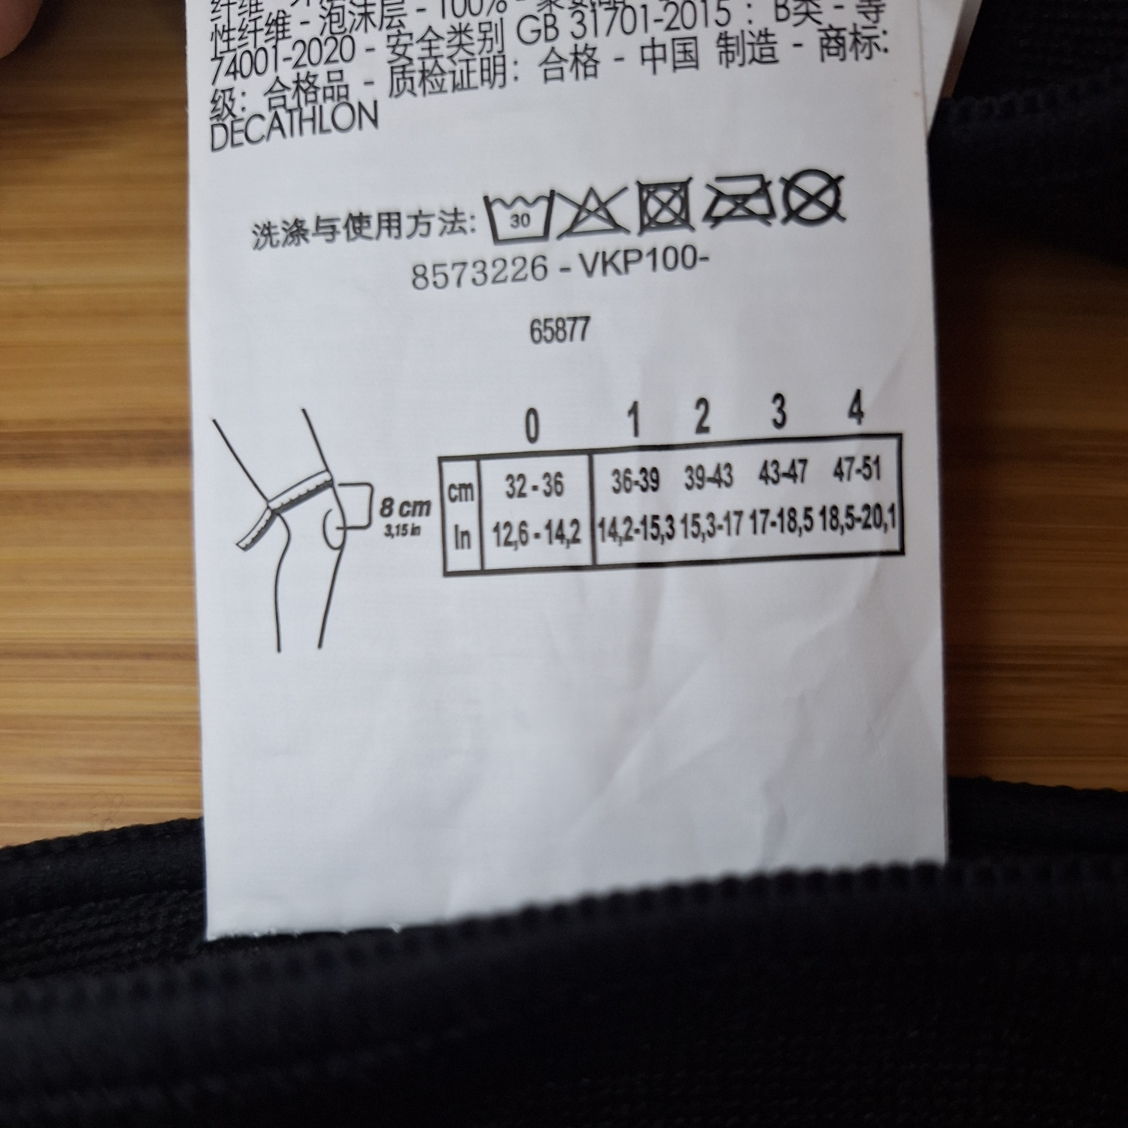 性纤维 - 泡沫层 - 100%
74001-2020 - 安全类别 GB 31701-2015 : B类 - 等
级: 合格品 - 质检证明: 合格 - 中国 制造 - 商标:
DECATHLON
洗涤与使用方法: 30
8573226 - VKP100-
65877
0 1 2 3 4
cm 32 - 36 36-39 39-43 43-47 47-51
In 12,6 - 14,2 14,2-15,3 15,3-17 17-18,5 18,5-20,1
8 cm
3,15 in